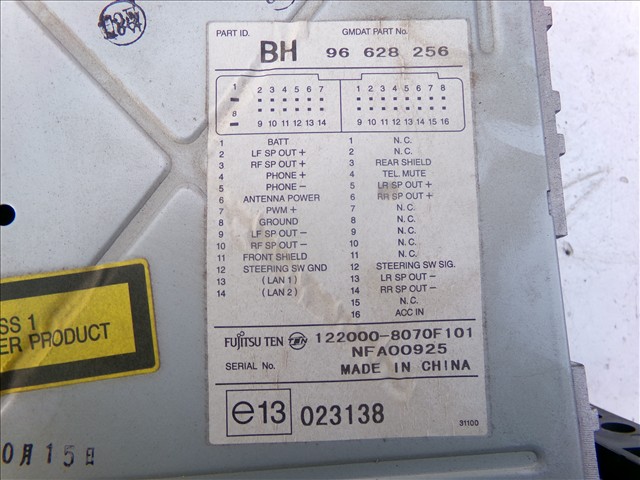 PART ID. GMDAT PART No.
BH 96 628 256
1 2 3 4 5 6 7 1 2 3 4 5 6 7 8
8 9 10 11 12 13 14 9 10 11 12 13 14 15 16
1 BATT 1 N.C.
2 LF SP OUT + 2 N.C.
3 RF SP OUT + 3 REAR SHIELD
4 PHONE + 4 TEL MUTE
5 PHONE - 5 LR SP OUT +
6 ANTENNA POWER 6 RR SP OUT +
7 PWM + 7 N.C.
8 GROUND 8 N.C.
9 LF SP OUT - 9 N.C.
10 RF SP OUT - 10 N.C.
11 FRONT SHIELD 11 N.C.
12 STEERING SW GND 12 STEERING SW SIG.
13 ( LAN 1 ) 13 LR SP OUT -
14 ( LAN 2 ) 14 RR SP OUT -
15 N.C.
16 ACC IN
FUJITSU TEN TEN 122000-8070F101
NFA00925
SERIAL No. MADE IN CHINA
e13 023138
31100
SS 1
ER PRODUCT
0月15日